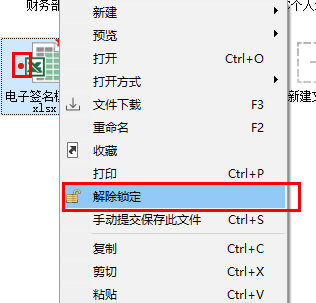 财务部
个人
新建
预览
打开 Ctrl+O
打开方式
文件下载 F3
重命名 F2
收藏
打印 Ctrl+P
解除锁定
手动提交保存此文件 Ctrl+S
复制 Ctrl+C
剪切 Ctrl+X
粘贴 Ctrl+V
电子签名
xlsx
新建